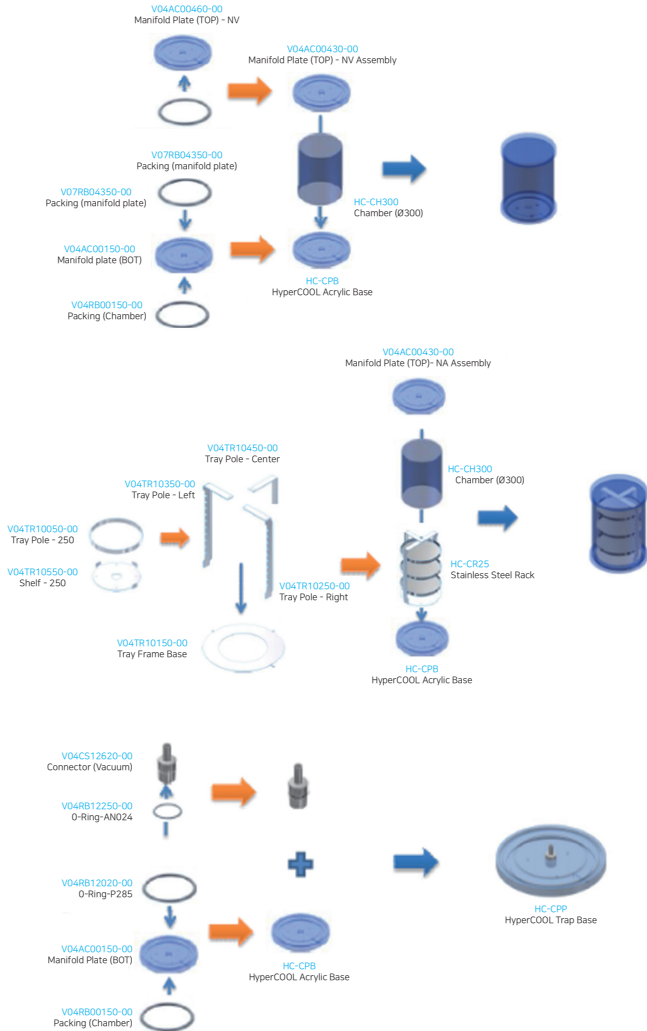 V04AC00460-00
Manifold Plate (TOP) - NV
V04AC00430-00
Manifold Plate (TOP) - NV Assembly
V07RB04350-00
Packing (manifold plate)
V07RB04350-00
Packing (manifold plate)
HC-CH300
Chamber (Ø300)
V04AC00150-00
Manifold plate (BOT)
HC-CPB
HyperCOOL Acrylic Base
V04RB00150-00
Packing (Chamber)
V04AC00430-00
Manifold Plate (TOP)- NA Assembly
V04TR10450-00
Tray Pole - Center
HC-CH300
Chamber (Ø300)
V04TR10350-00
Tray Pole - Left
V04TR10050-00
Tray Pole - 250
HC-CR25
Stainless Steel Rack
V04TR10550-00
Shelf - 250
V04TR10250-00
Tray Pole - Right
V04TR10150-00
Tray Frame Base
HC-CPB
HyperCOOL Acrylic Base
V04CS12620-00
Connector (Vacuum)
V04RB12250-00
0-Ring-AN024
V04RB12020-00
0-Ring-P285
HC-CPP
HyperCOOL Trap Base
V04AC00150-00
Manifold Plate (BOT)
HC-CPB
HyperCOOL Acrylic Base
V04RB00150-00
Packing (Chamber)